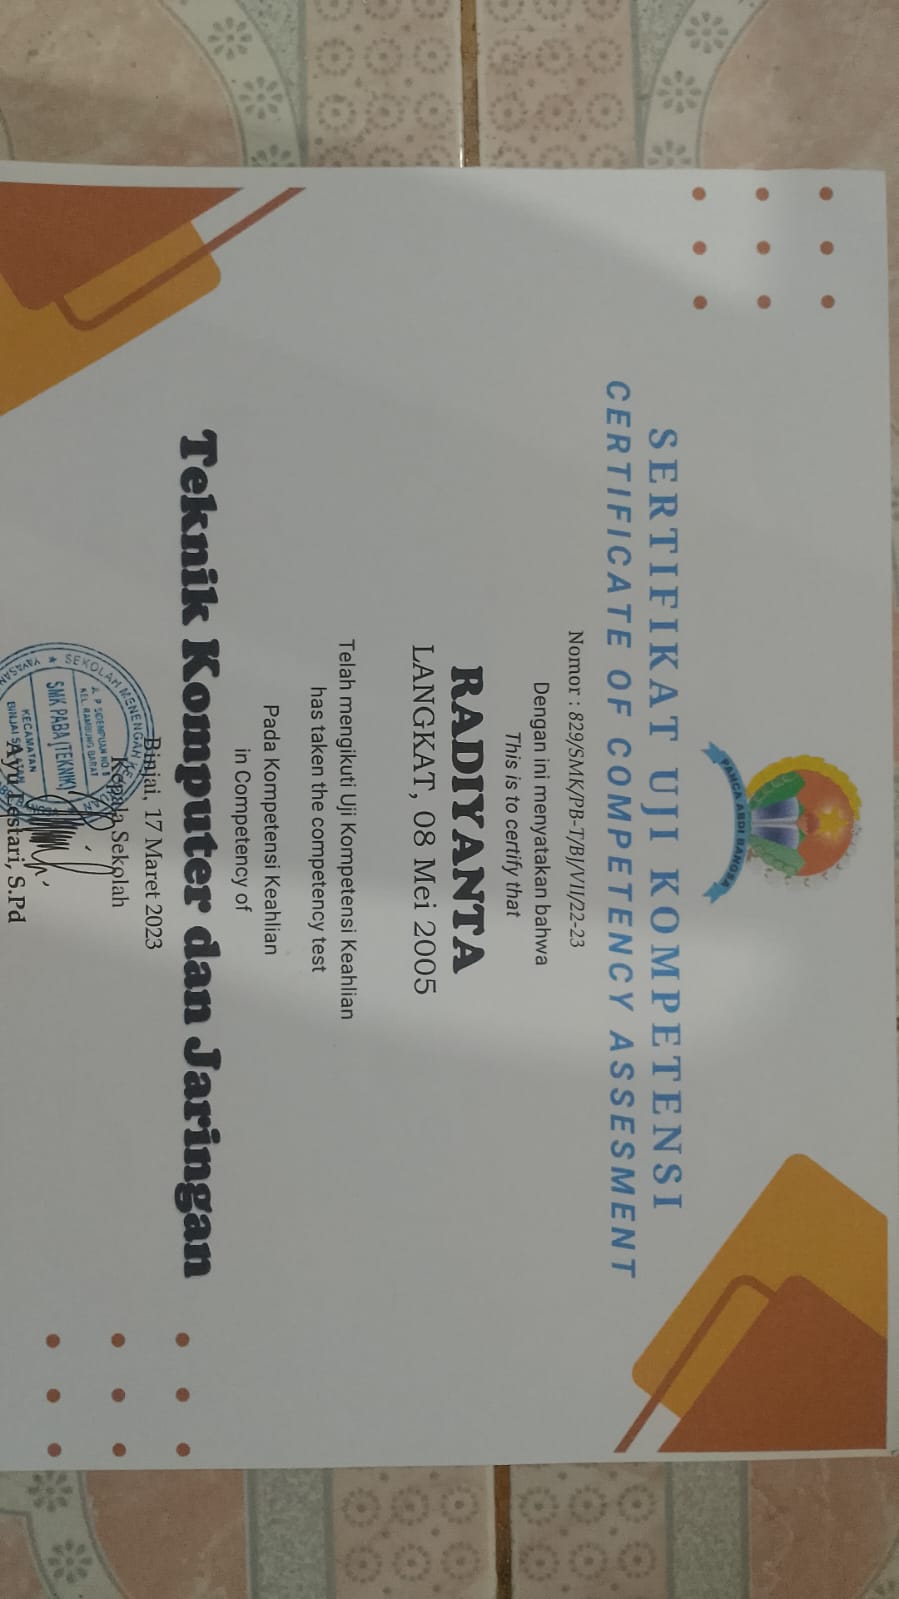 PANCA ABDI BANGSA
SERTIFIKAT UJI KOMPETENSI
CERTIFICATE OF COMPETENCY ASSESMENT
Nomor : 829/SMK/PB-T/BJ/VII/22-23
Dengan ini menyatakan bahwa
This is to certify that
RADIYANTA
LANGKAT, 08 Mei 2005
Telah mengikuti Uji Kompetensi Keahlian
has taken the competency test
Pada Kompetensi Keahlian
in Competency of
Teknik Komputer dan Jaringan
Binjai, 17 Maret 2023
Kepala Sekolah
SEKOLAH MENENGAH KEJURUAN
P SIDEMPUAN NO.
KEL. RAMBUNG BARAT
SMK PABA (TEKNIK)
KECAMATAN
BINJAI SELATAN
YAYASAN
Ayu Lestari, S.Pd